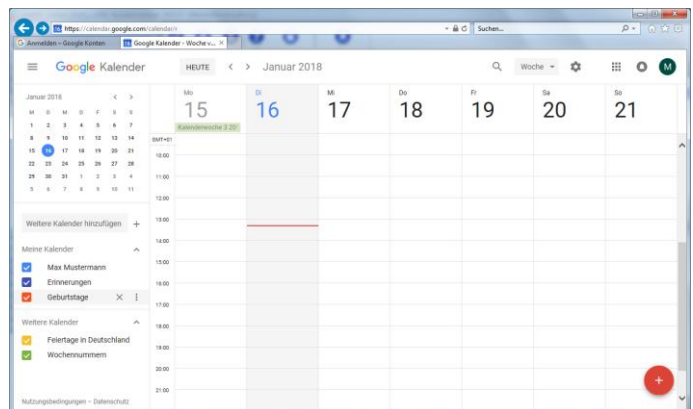 https://calendar.google.com/calendar/r
Suchen...
Anmelden – Google Konten
Google Kalender - Woche v...
Google Kalender
HEUTE
Januar 2018
Woche
M
Januar 2018
M D M D F S S
1 2 3 4 5 6 7
8 9 10 11 12 13 14
15 16 17 18 19 20 21
22 23 24 25 26 27 28
29 30 31 1 2 3 4
5 6 7 8 9 10 11
Weitere Kalender hinzufügen +
Meine Kalender
Max Mustermann
Erinnerungen
Geburtstage
Weitere Kalender
Feiertage in Deutschland
Wochennummern
Nutzungsbedingungen – Datenschutz
Mo Di Mi Do Fr Sa So
15 16 17 18 19 20 21
Kalenderwoche 3 20
GMT+01
10:00
11:00
12:00
13:00
14:00
15:00
16:00
17:00
18:00
19:00
20:00
21:00
+